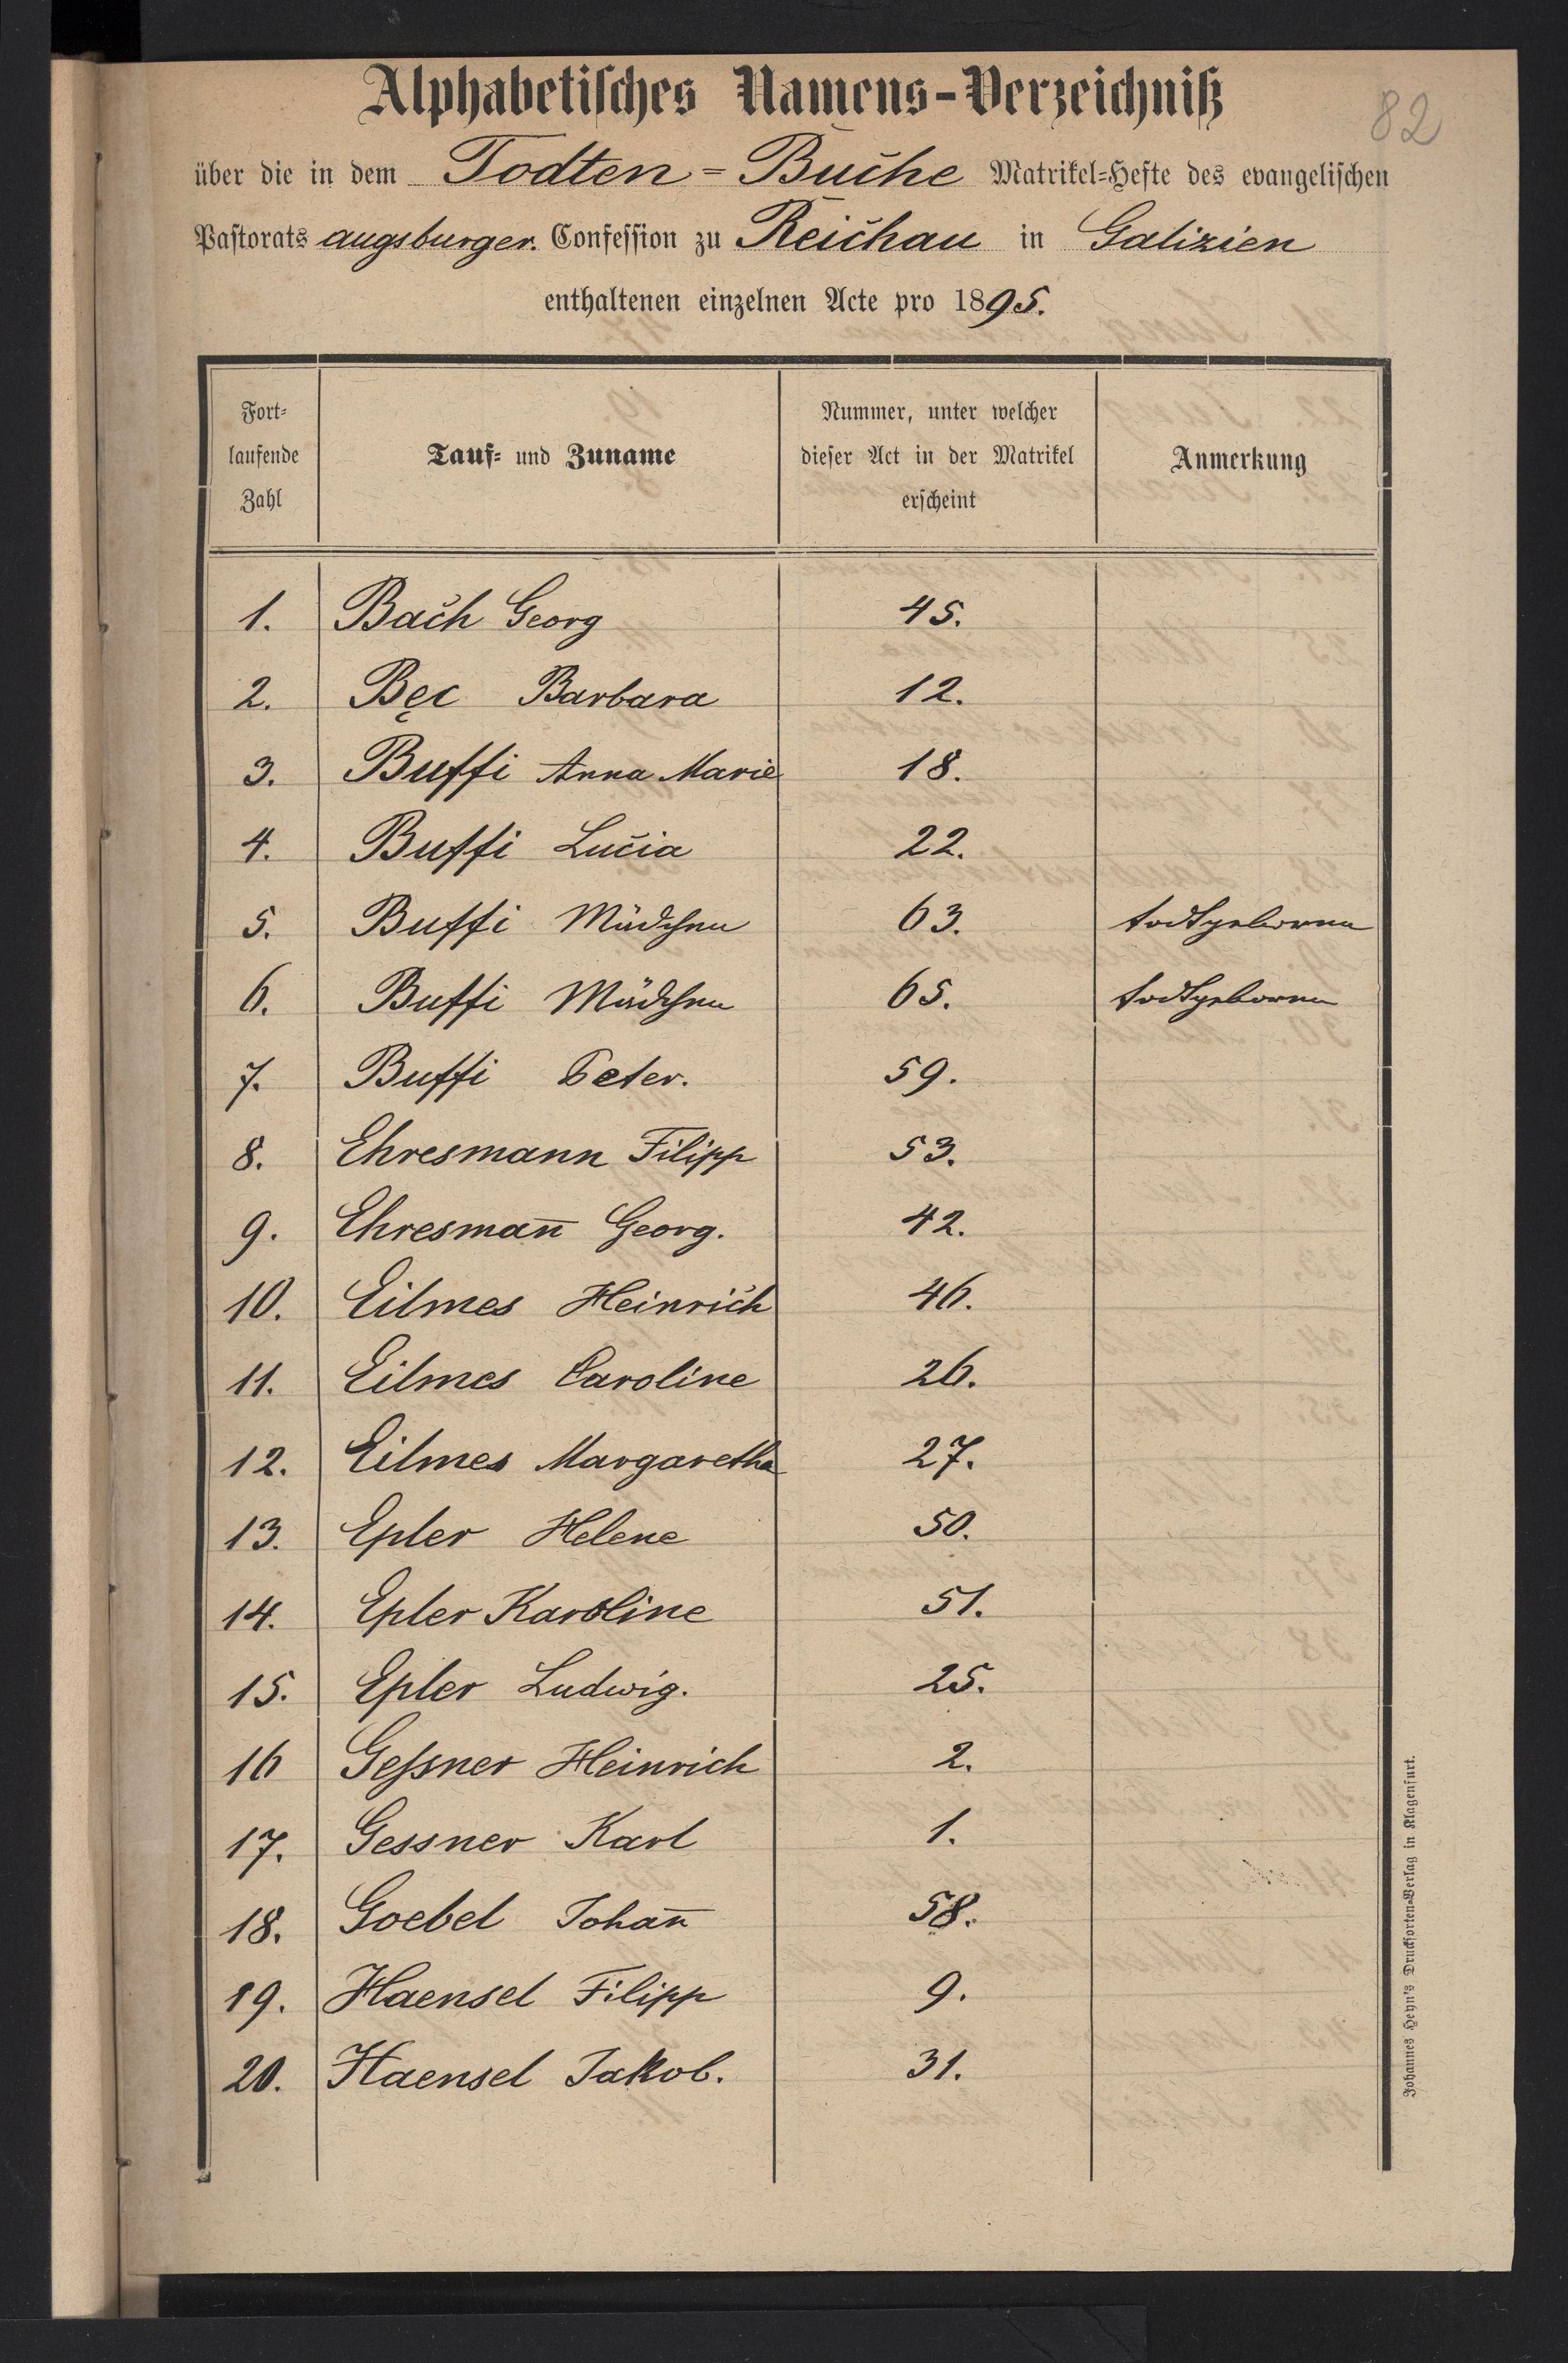 82
Alphabetisches Namens-Verzeichniß
über die in dem Todten=Buche Matrikel=Hefte des evangelischen
Pastorats augsburger. Confession zu Reichau in Galizien
enthaltenen einzelnen Acte pro 1895.
Fort=laufende Zahl | Tauf= und Zuname | Nummer, unter welcher dieser Act in der Matrikel erscheint | Anmerkung
1. Bach Georg 45.
2. Bęc Barbara 12.
3. Buffi Anna Marie 18.
4. Buffi Lucia 22.
5. Buffi Mädchen 63. todtgeboren
6. Buffi Mädchen 65. todtgeboren
7. Buffi Peter. 59.
8. Ehresmann Filipp 53.
9. Ehresman̄ Georg. 42.
10. Eilmes Heinrich 46.
11. Eilmes Caroline 26.
12. Eilmes Margaretha 27.
13. Epler Helene 50.
14. Epler Karoline 51.
15. Epler Ludwig. 25.
16 Geſsner Heinrich 2.
17. Gessner Karl 1.
18. Goebel Johan̄ 58.
19. Haensel Filipp 9.
20. Haensel Jakob. 31.
Johannes Heyn's Drucksorten=Verlag in Klagenfurt.